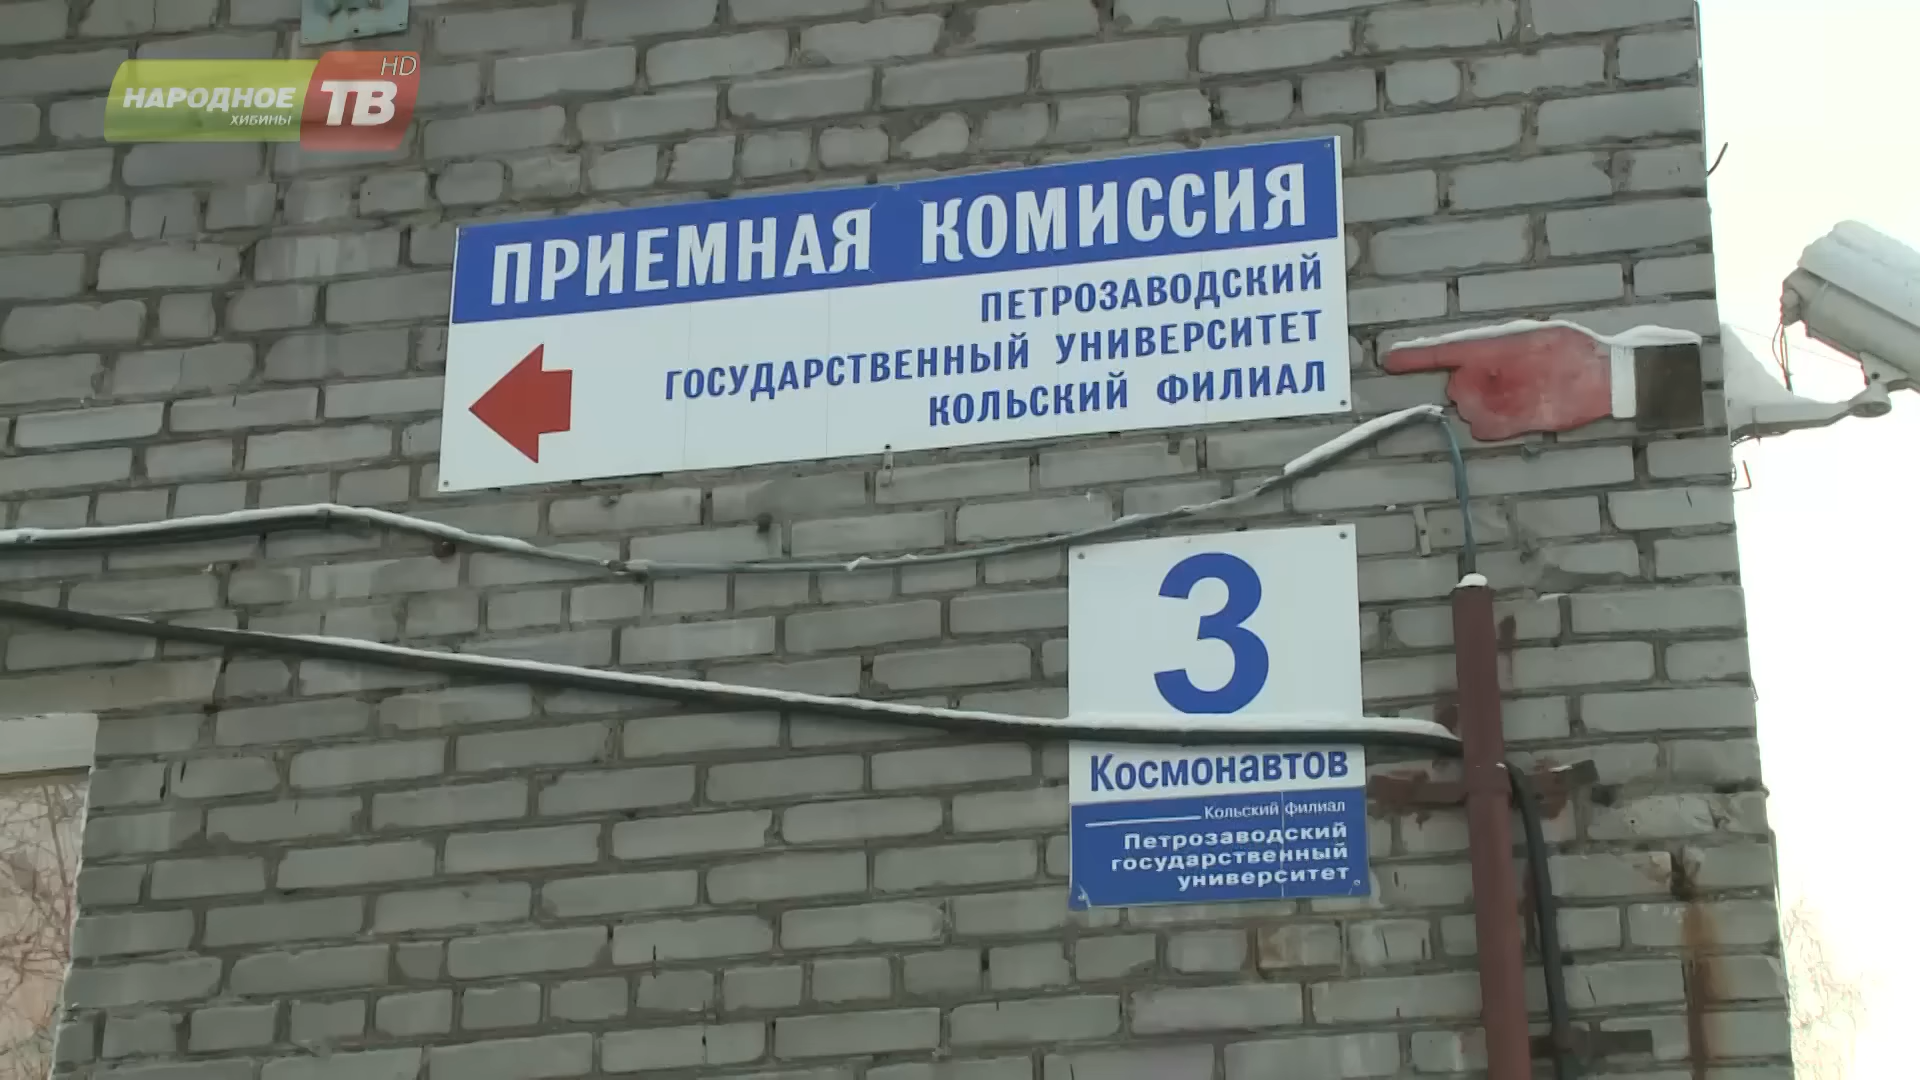 НАРОДНОЕ
ХИБИНЫ
ТВ
HD
ПРИЕМНАЯ КОМИССИЯ
ПЕТРОЗАВОДСКИЙ
ГОСУДАРСТВЕННЫЙ УНИВЕРСИТЕТ
КОЛЬСКИЙ ФИЛИАЛ
3
Космонавтов
Кольский филиал
Петрозаводский
государственный
университет